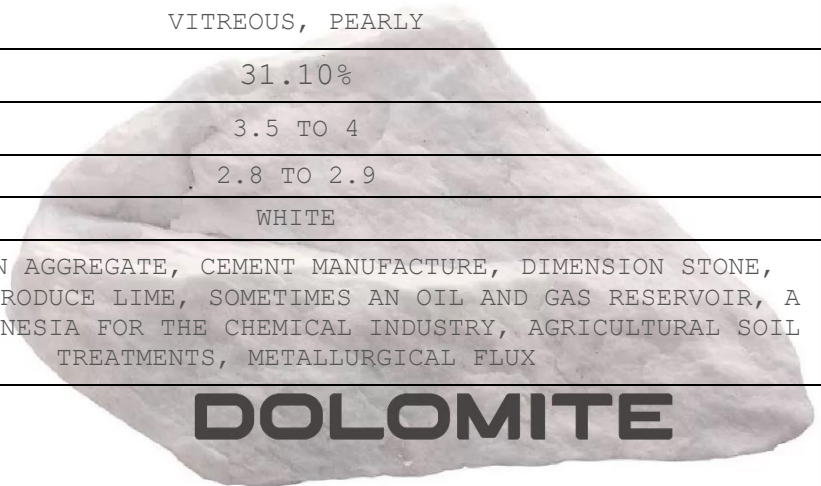 VITREOUS, PEARLY
31.10%
3.5 TO 4
2.8 TO 2.9
WHITE
N AGGREGATE, CEMENT MANUFACTURE, DIMENSION STONE,
RODUCE LIME, SOMETIMES AN OIL AND GAS RESERVOIR, A
NESIA FOR THE CHEMICAL INDUSTRY, AGRICULTURAL SOIL
TREATMENTS, METALLURGICAL FLUX
DOLOMITE